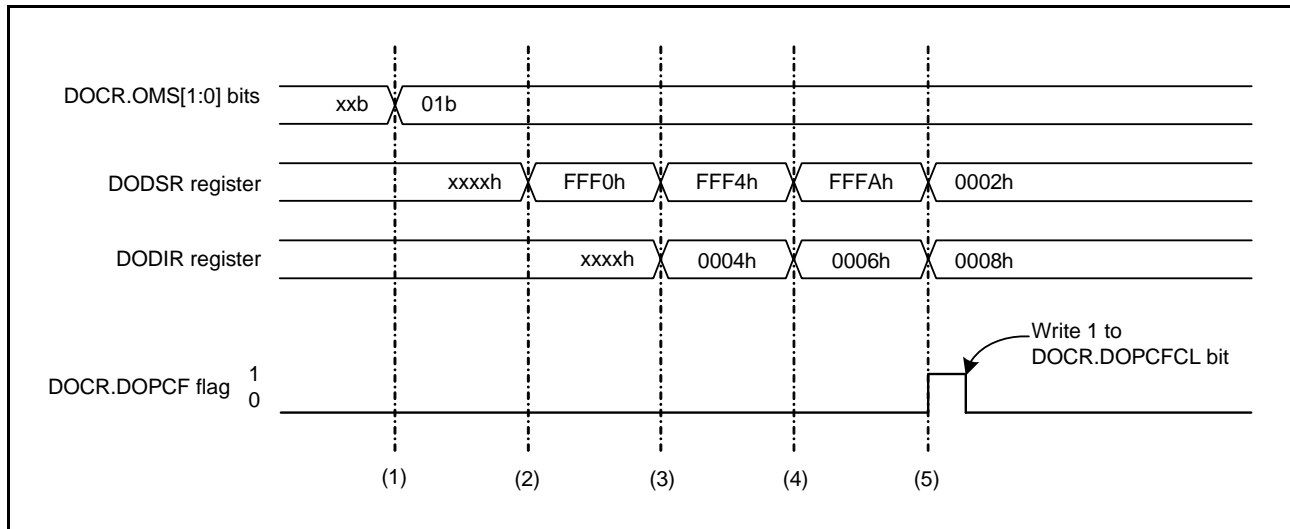 DOCR.OMS[1:0] bits xxb 01b
DODSR register xxxxh FFF0h FFF4h FFFAh 0002h
DODIR register xxxxh 0004h 0006h 0008h
Write 1 to
DOCR.DOPCFCL bit
DOCR.DOPCF flag 1
0
(1) (2) (3) (4) (5)